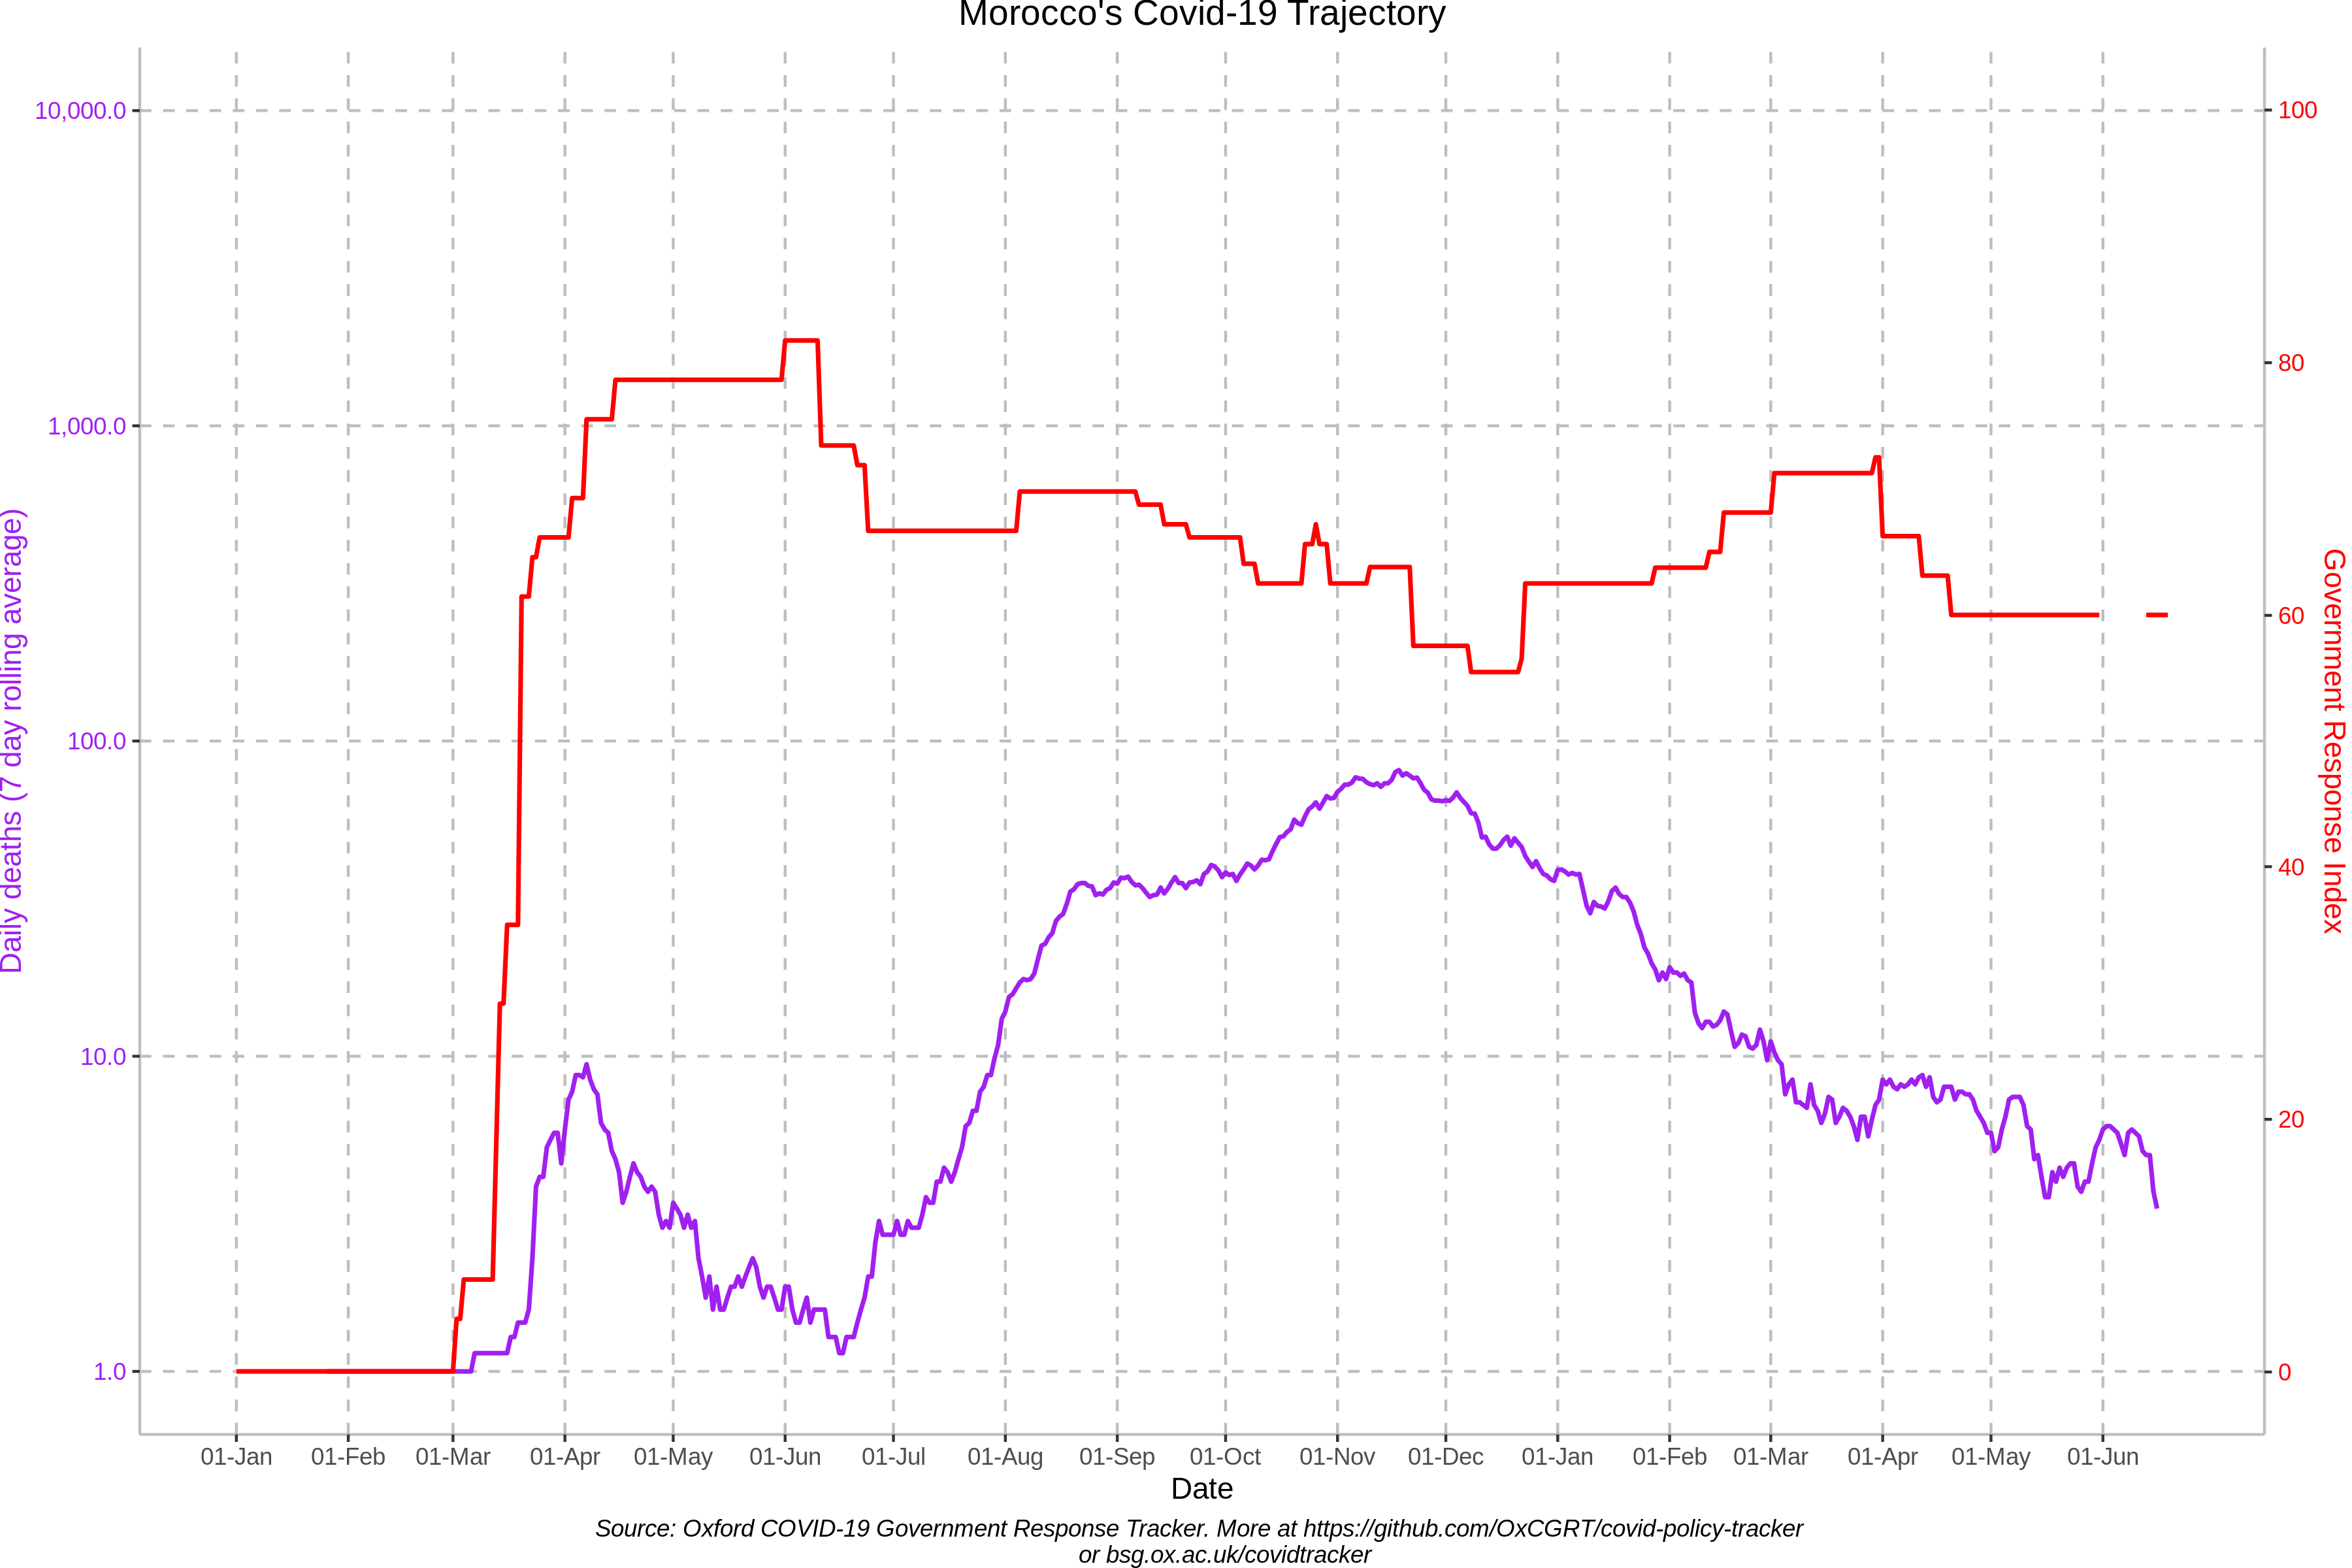 Morocco's Covid-19 Trajectory
10,000.0
1,000.0
100.0
10.0
1.0
Daily deaths (7 day rolling average)
100
80
60
40
20
0
Government Response Index
01-Jan 01-Feb 01-Mar 01-Apr 01-May 01-Jun 01-Jul 01-Aug 01-Sep 01-Oct 01-Nov 01-Dec 01-Jan 01-Feb 01-Mar 01-Apr 01-May 01-Jun
Date
Source: Oxford COVID-19 Government Response Tracker. More at https://github.com/OxCGRT/covid-policy-tracker
or bsg.ox.ac.uk/covidtracker